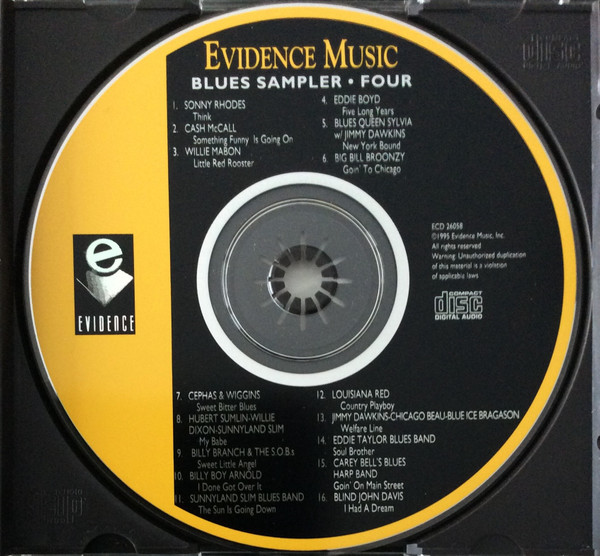 EVIDENCE MUSIC
BLUES SAMPLER • FOUR
1. SONNY RHODES
Think
2. CASH McCALL
Something Funny Is Going On
3. WILLIE MABON
Little Red Rooster
4. EDDIE BOYD
Five Long Years
5. BLUES QUEEN SYLVIA
w/ JIMMY DAWKINS
New York Bound
6. BIG BILL BROONZY
Goin' To Chicago
ECD 26058
©1995 Evidence Music, Inc.
All rights reserved
Warning: Unauthorized duplication
of this material is a violation
of applicable laws.
COMPACT
disc
DIGITAL AUDIO
e
EVIDENCE
7. CEPHAS & WIGGINS
Sweet Bitter Blues
8. HUBERT SUMLIN-WILLIE
DIXON-SUNNYLAND SLIM
My Babe
9. BILLY BRANCH & THE S.O.B.s
Sweet Little Angel
10. BILLY BOY ARNOLD
I Done Got Over It
11. SUNNYLAND SLIM BLUES BAND
The Sun Is Going Down
12. LOUISIANA RED
Country Playboy
13. JIMMY DAWKINS-CHICAGO BEAU-BLUE ICE BRAGASON
Welfare Line
14. EDDIE TAYLOR BLUES BAND
Soul Brother
15. CAREY BELL'S BLUES
HARP BAND
Goin' On Main Street
16. BLIND JOHN DAVIS
I Had A Dream
disc